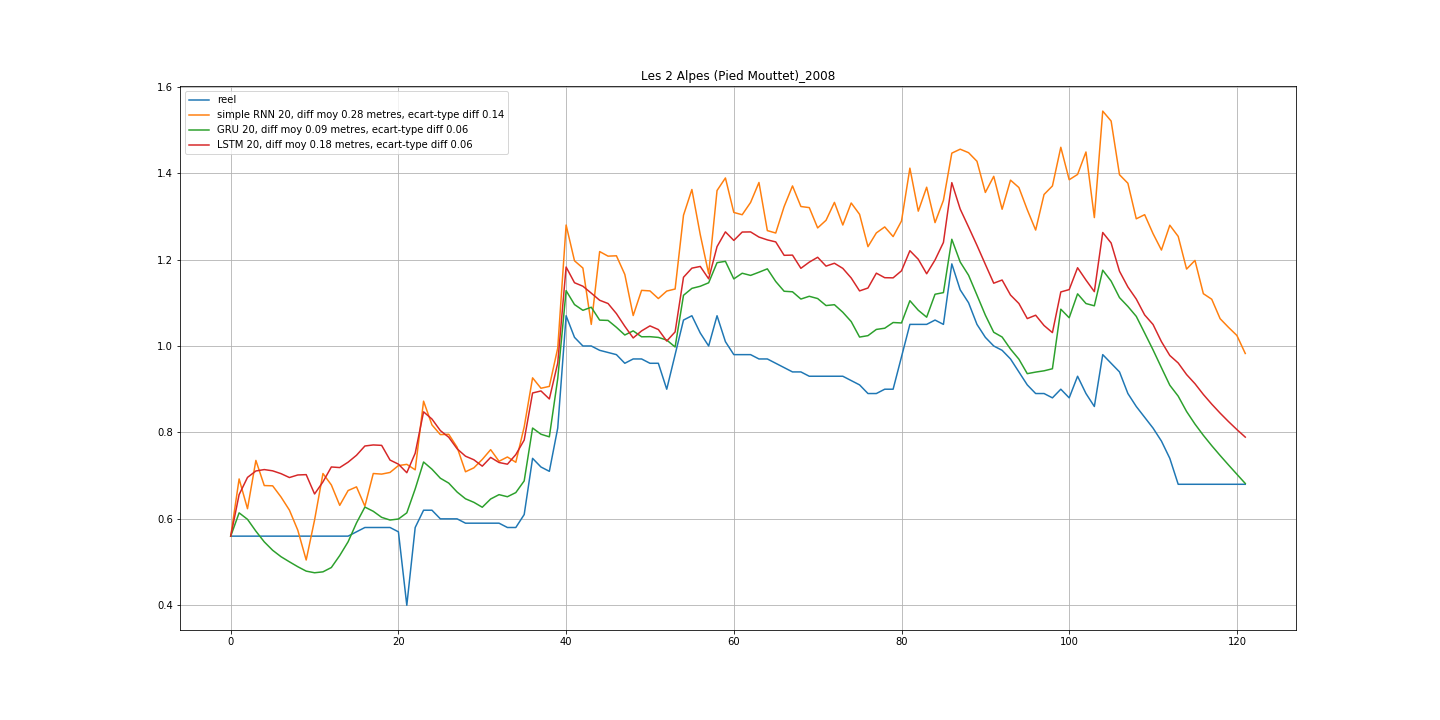 Les 2 Alpes (Pied Mouttet)_2008
reel
simple RNN 20, diff moy 0.28 metres, ecart-type diff 0.14
GRU 20, diff moy 0.09 metres, ecart-type diff 0.06
LSTM 20, diff moy 0.18 metres, ecart-type diff 0.06
1.6
1.4
1.2
1.0
0.8
0.6
0.4
0 20 40 60 80 100 120